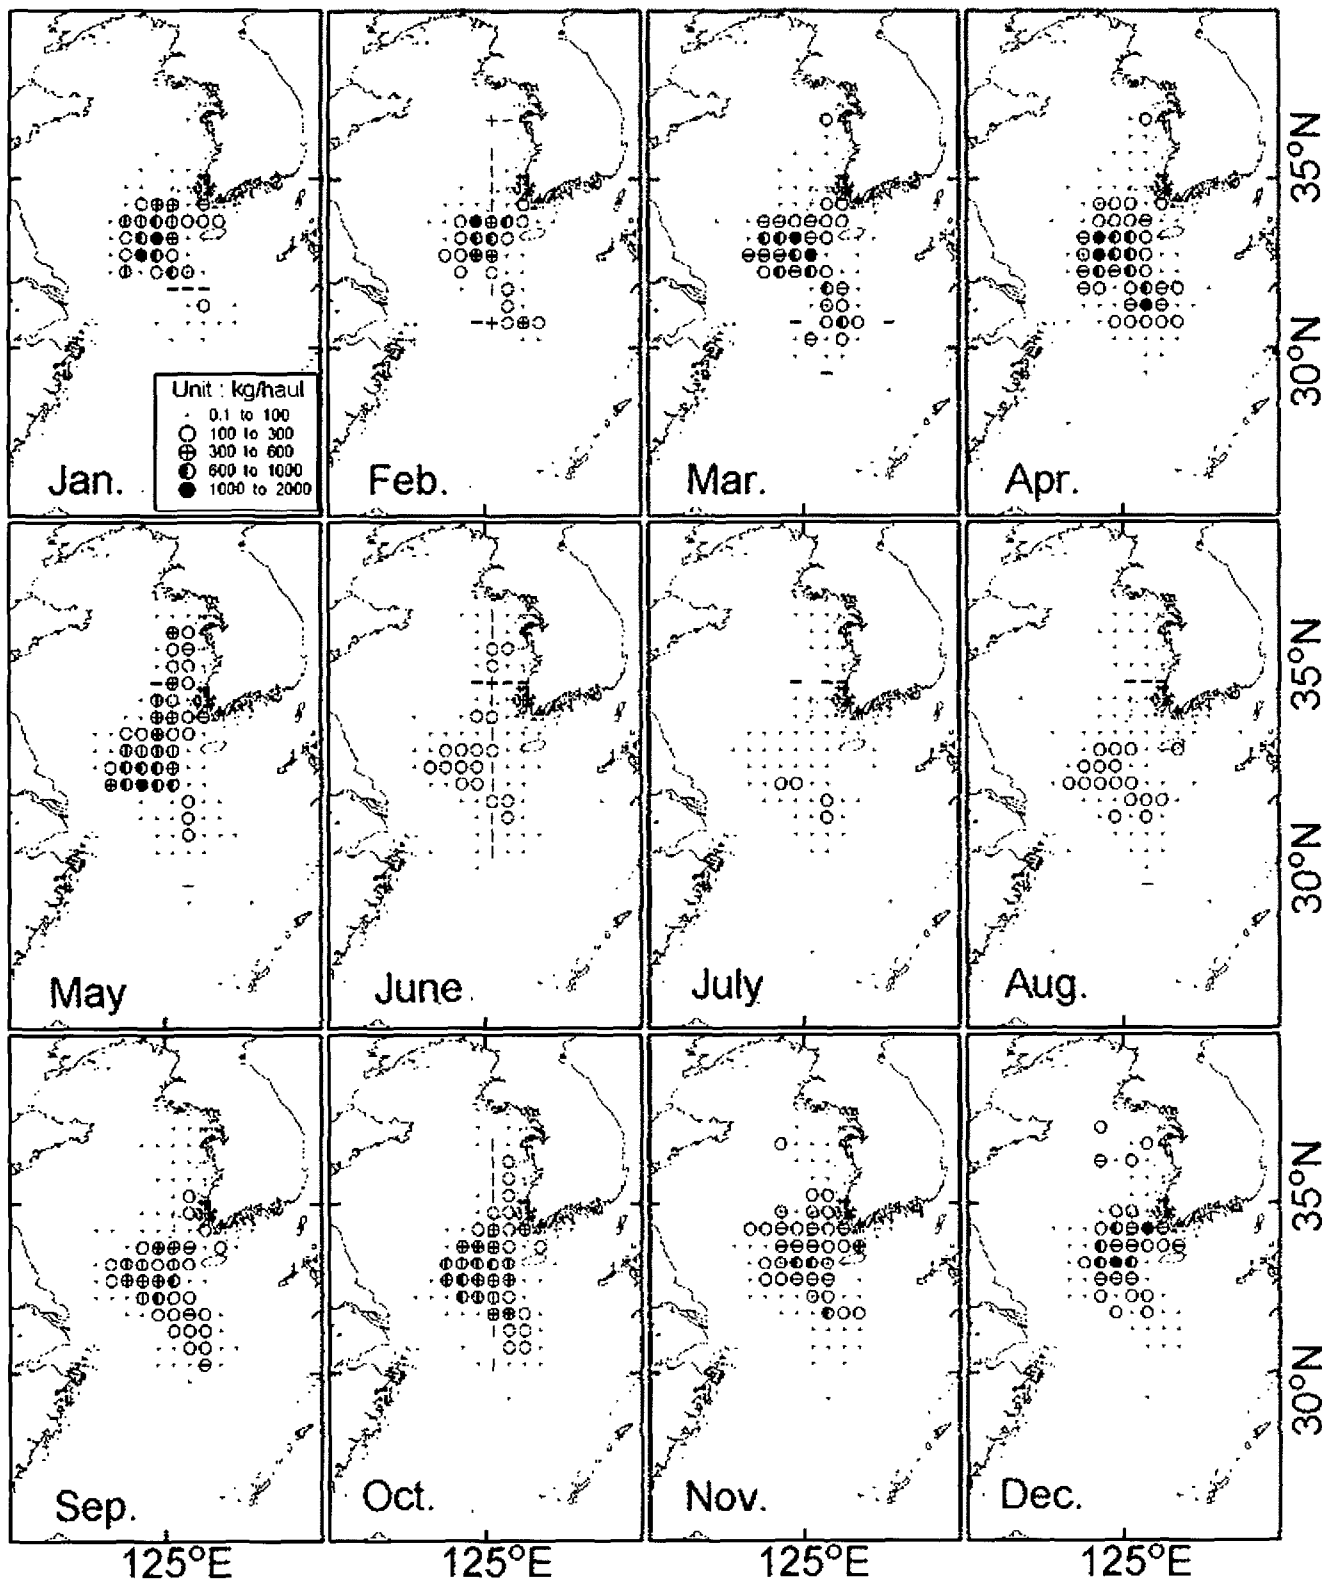 35°N
30°N
Unit : kg/haul
0.1 to 100
100 to 300
300 to 600
600 to 1000
1000 to 2000
Jan.
Feb.
Mar.
Apr.
35°N
30°N
May
June
July
Aug.
35°N
30°N
Sep.
Oct.
Nov.
Dec.
125°E
125°E
125°E
125°E